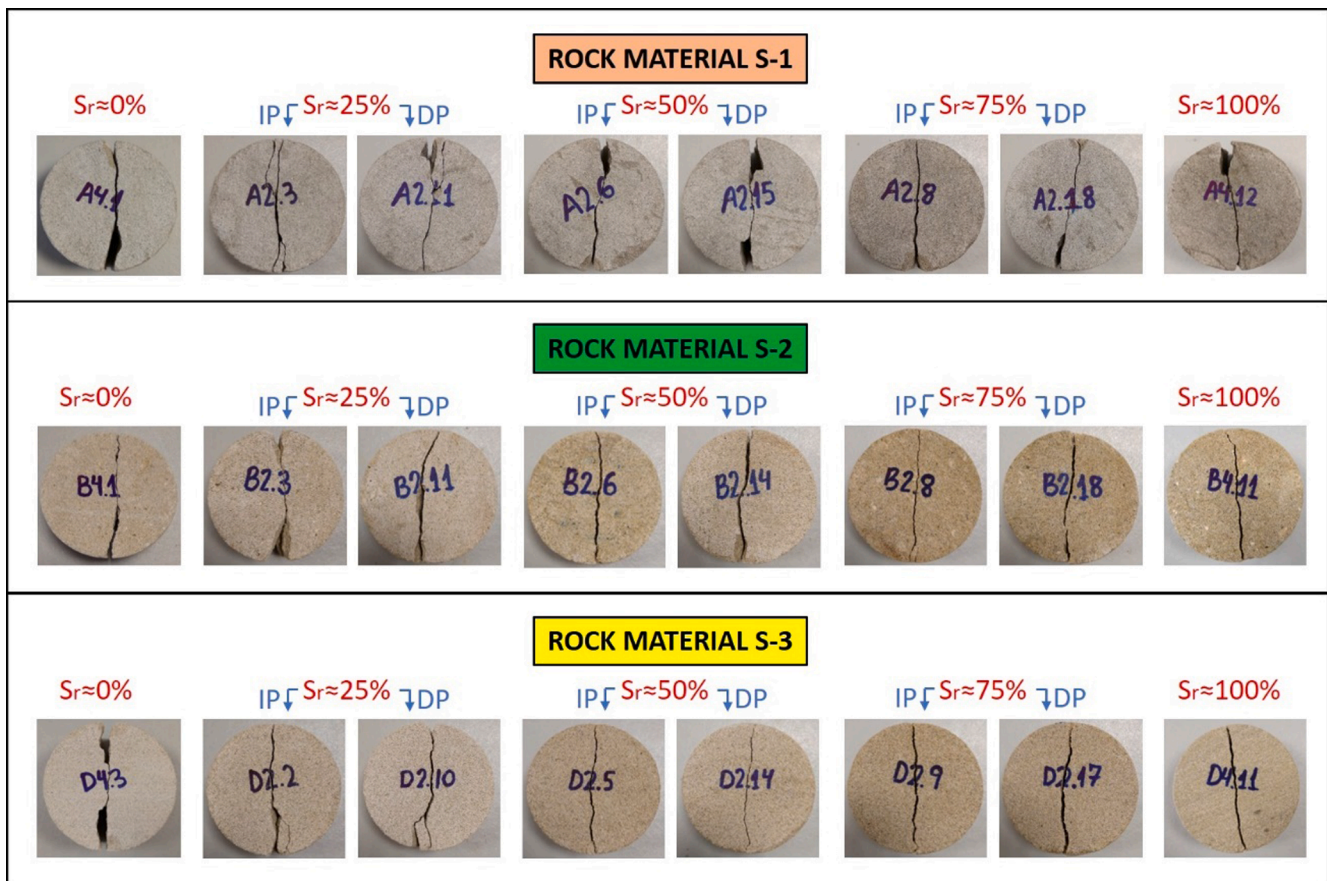 ROCK MATERIAL S-1
Sr≈0% IP Sr≈25% DP IP Sr≈50% DP IP Sr≈75% DP Sr≈100%
A4.1 A2.3 A2.11 A2.6 A2.15 A2.8 A2.18 A4.12
ROCK MATERIAL S-2
Sr≈0% IP Sr≈25% DP IP Sr≈50% DP IP Sr≈75% DP Sr≈100%
B4.1 B2.3 B2.11 B2.6 B2.14 B2.8 B2.18 B4.11
ROCK MATERIAL S-3
Sr≈0% IP Sr≈25% DP IP Sr≈50% DP IP Sr≈75% DP Sr≈100%
D4.3 D2.2 D2.10 D2.5 D2.14 D2.9 D2.17 D4.11